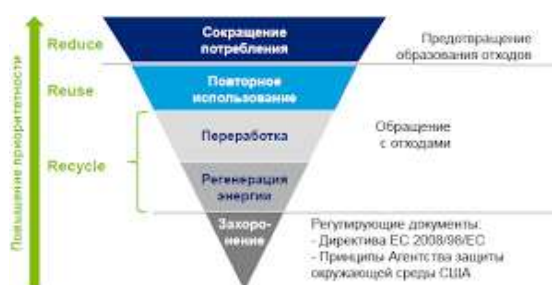 Повышение приоритетности
Reduce
Сокращение
потребления
Предотвращение
образования отходов
Reuse
Повторное
использование
Переработка
Обращение
с отходами
Recycle
Регенерация
энергии
Захоро-
нение
Регулирующие документы:
- Директива ЕС 2008/98/ЕС
- Принципы Агентства защиты
окружающей среды США